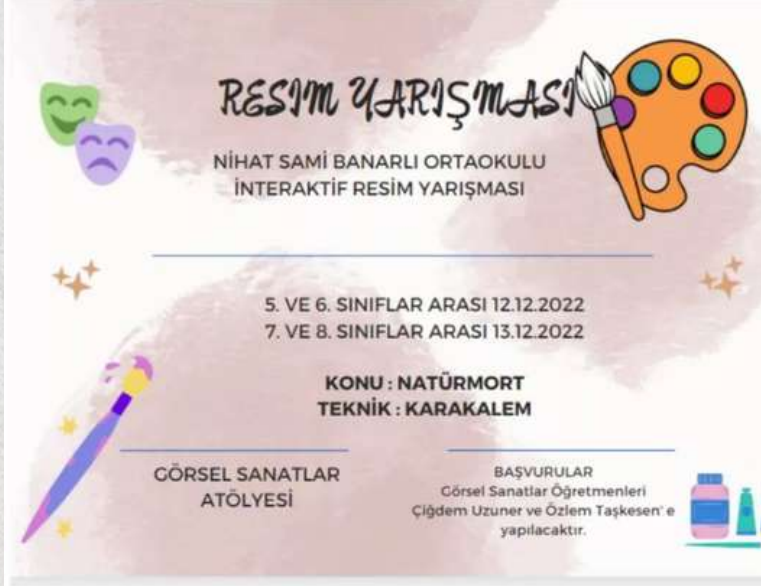 RESIM YARIŞMASI
NİHAT SAMİ BANARLI ORTAOKULU
İNTERAKTİF RESİM YARIŞMASI
5. VE 6. SINIFLAR ARASI 12.12.2022
7. VE 8. SINIFLAR ARASI 13.12.2022
KONU : NATÜRMORT
TEKNİK : KARAKALEM
GÖRSEL SANATLAR
ATÖLYESİ
BAŞVURULAR
Görsel Sanatlar Öğretmenleri
Çiğdem Uzuner ve Özlem Taşkesen' e
yapılacaktır.